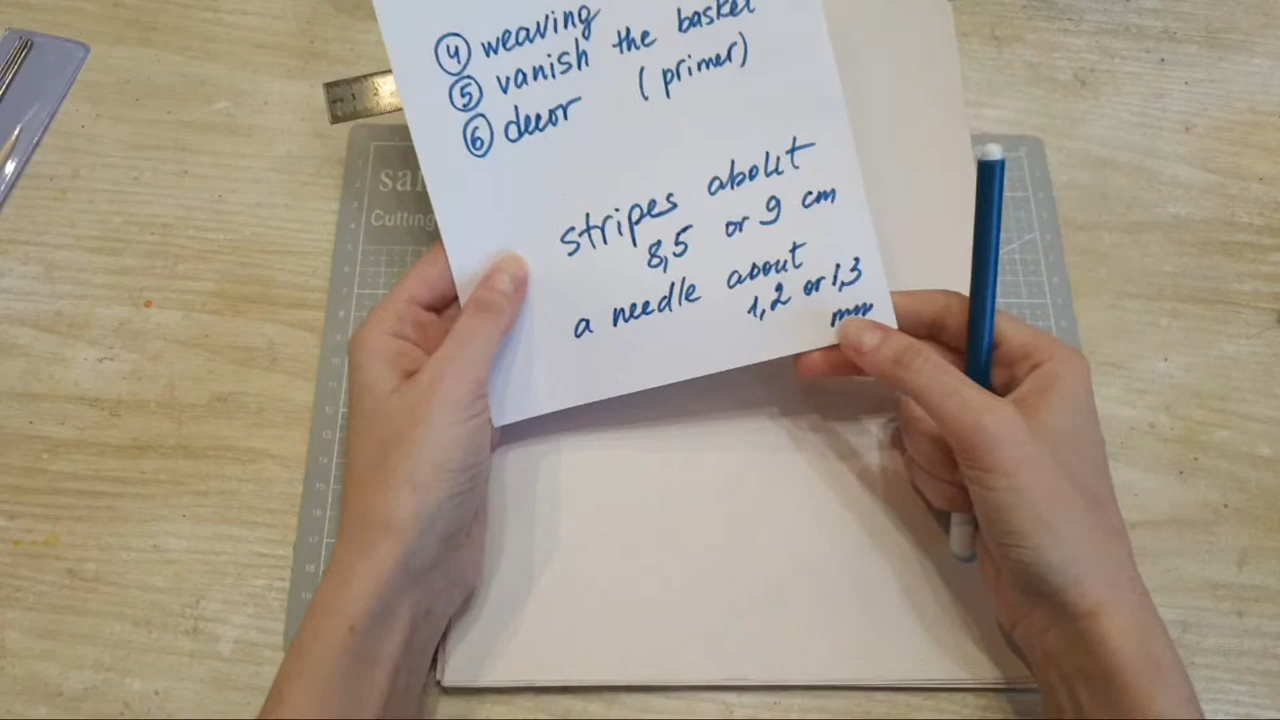 ④ weaving
⑤ vanish the basket
(primer)
⑥ decor
stripes about
8,5 or 9 cm
a needle about
1,2 or 1,3
mm
Cutting